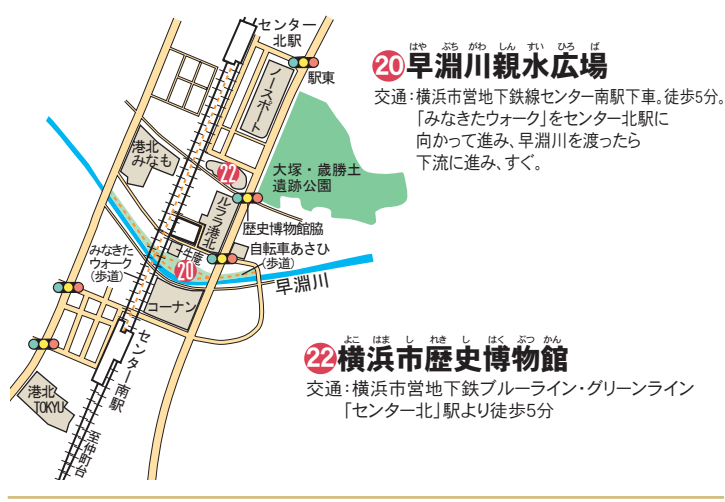 センター
北駅
駅東
ノースポート
港北
みなも
22
大塚・歳勝土
遺跡公園
ルララ港北
歴史博物館脇
自転車あさひ
(歩道)
みなきた
ウォーク
(歩道)
20
早淵川
コーナン
センター南駅
港北
TOKYU
至仲町台
はや ぶち がわ しん すい ひろ ば
20早淵川親水広場
交通:横浜市営地下鉄線センター南駅下車。徒歩5分。
「みなきたウォーク」をセンター北駅に
向かって進み、早淵川を渡ったら
下流に進み、すぐ。
よこ はま し れき し はく ぶつ かん
22横浜市歴史博物館
交通:横浜市営地下鉄ブルーライン・グリーンライン
「センター北」駅より徒歩5分